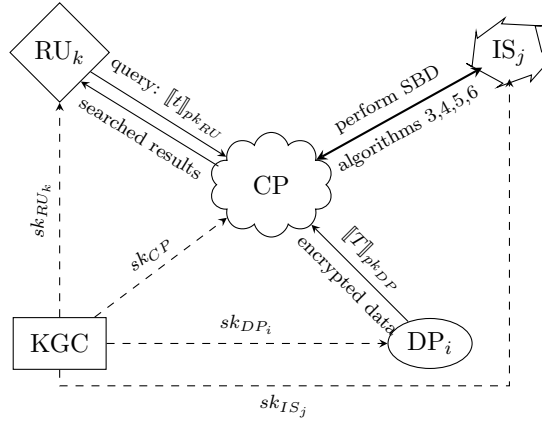 RU_k
IS_j
query: ⟦t⟧_{pk_{RU}}
searched results
perform SBD
algorithms 3,4,5,6
CP
sk_{RU_k}
sk_{CP}
⟦T⟧_{pk_{DP}}
encrypted data
KGC
sk_{DP_i}
DP_i
sk_{IS_j}